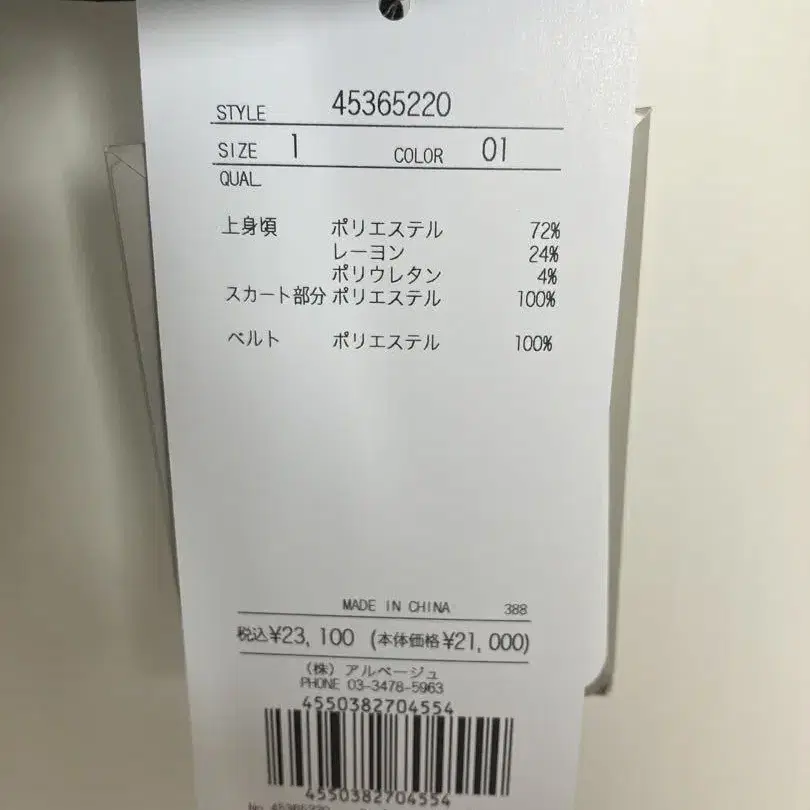 STYLE 45365220
SIZE 1 COLOR 01
QUAL
上身頃 ポリエステル 72%
レーヨン 24%
ポリウレタン 4%
スカート部分 ポリエステル 100%
ベルト ポリエステル 100%
MADE IN CHINA 388
税込¥23,100 (本体価格¥21,000)
(株) アルページュ
PHONE 03-3478-5963
4550382704554
4550382704554
No.45365220